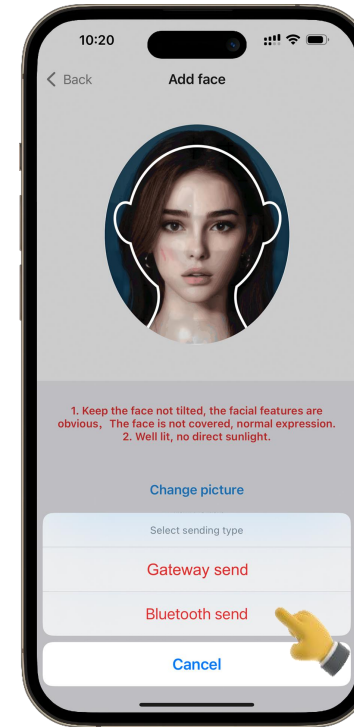 10:20
Back Add face
1. Keep the face not tilted, the facial features are
obvious, The face is not covered, normal expression.
2. Well lit, no direct sunlight.
Change picture
Select sending type
Gateway send
Bluetooth send
Cancel